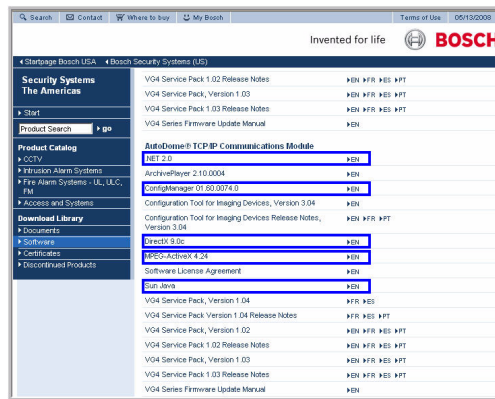 Search Contact Where to buy My Bosch Terms of Use 05/13/2008
Invented for life BOSCH
Startpage Bosch USA Bosch Security Systems (US)
Security Systems
The Americas
Start
Product Search go
Product Catalog
CCTV
Intrusion Alarm Systems
Fire Alarm Systems - UL, ULC,
FM
Access and Systems
Download Library
Documents
Software
Certificates
Discontinued Products
VG4 Service Pack 1.02 Release Notes EN FR ES PT
VG4 Service Pack, Version 1.03 EN FR ES PT
VG4 Service Pack 1.03 Release Notes EN FR ES PT
VG4 Series Firmware Update Manual EN
AutoDome® TCP/IP Communications Module
.NET 2.0 EN
ArchivePlayer 2.10.0004 EN
ConfigManager 01.60.0074.0 EN
Configuration Tool for Imaging Devices, Version 3.04 EN
Configuration Tool for Imaging Devices Release Notes, EN FR PT
Version 3.04
DirectX 9.0c EN
MPEG-ActiveX 4.24 EN
Software License Agreement EN
Sun Java EN
VG4 Service Pack, Version 1.04 FR ES
VG4 Service Pack Version 1.04 Release Notes FR ES PT
VG4 Service Pack, Version 1.02 EN FR ES PT
VG4 Service Pack 1.02 Release Notes EN FR ES PT
VG4 Service Pack, Version 1.03 EN FR ES PT
VG4 Service Pack 1.03 Release Notes EN FR ES PT
VG4 Series Firmware Update Manual EN